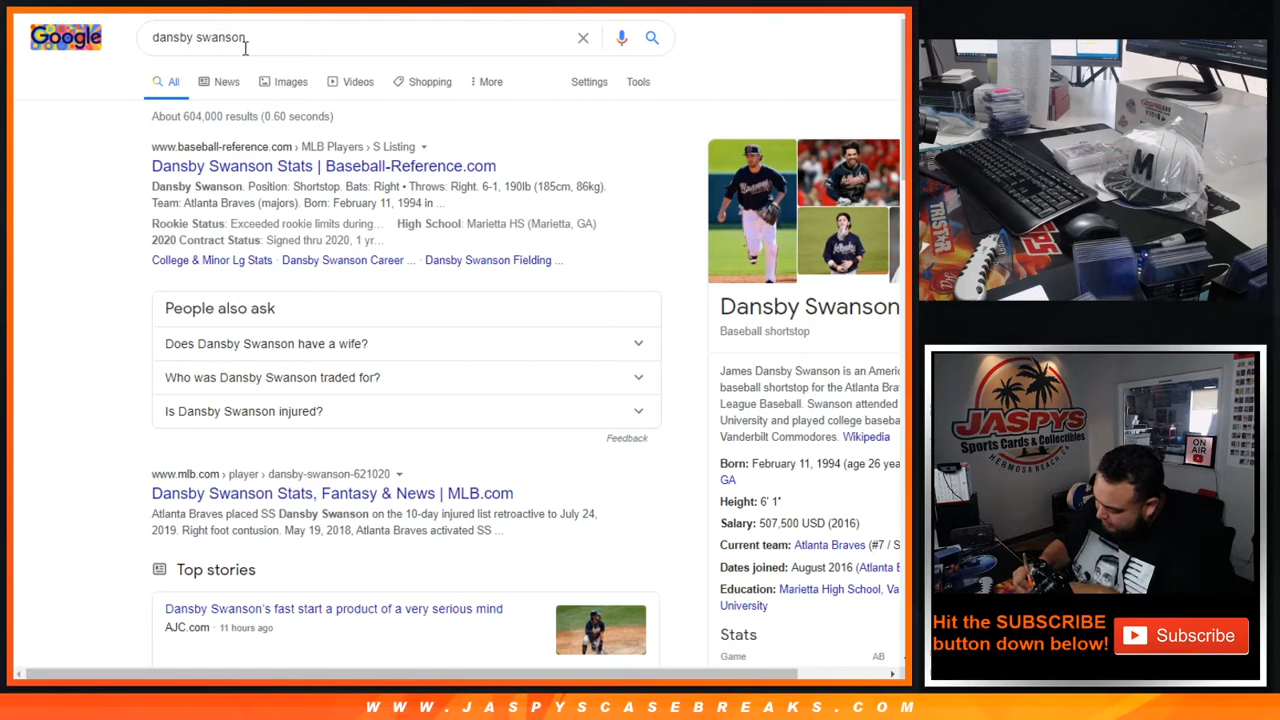 Google
dansby swanson
All
News
Images
Videos
Shopping
More
Settings
Tools
About 604,000 results (0.60 seconds)
www.baseball-reference.com › MLB Players › S Listing
Dansby Swanson Stats | Baseball-Reference.com
Dansby Swanson. Position: Shortstop. Bats: Right • Throws: Right. 6-1, 190lb (185cm, 86kg).
Team: Atlanta Braves (majors). Born: February 11, 1994 in ...
Rookie Status: Exceeded rookie limits during... High School: Marietta HS (Marietta, GA)
2020 Contract Status: Signed thru 2020, 1 yr...
College & Minor Lg Stats · Dansby Swanson Career ... · Dansby Swanson Fielding ...
People also ask
Does Dansby Swanson have a wife?
Who was Dansby Swanson traded for?
Is Dansby Swanson injured?
Feedback
www.mlb.com › player › dansby-swanson-621020
Dansby Swanson Stats, Fantasy & News | MLB.com
Atlanta Braves placed SS Dansby Swanson on the 10-day injured list retroactive to July 24,
2019. Right foot contusion. May 19, 2018, Atlanta Braves activated SS ...
Top stories
Dansby Swanson's fast start a product of a very serious mind
AJC.com · 11 hours ago
Dansby Swanson
Baseball shortstop
James Dansby Swanson is an Ameri
baseball shortstop for the Atlanta Bra
League Baseball. Swanson attended
University and played college baseba
Vanderbilt Commodores. Wikipedia
Born: February 11, 1994 (age 26 yea
GA
Height: 6′ 1″
Salary: 507,500 USD (2016)
Current team: Atlanta Braves (#7 / S
Dates joined: August 2016 (Atlanta B
Education: Marietta High School, Va
University
Stats
Game AB
TRISTAR
TOPPS
JASPYS
M
JASPYS
Sports Cards & Collectibles
HERMOSA BEACH, CA
ON
AIR
Hit the SUBSCRIBE
button down below!
Subscribe
WWW.JASPYSCASEBREAKS.COM